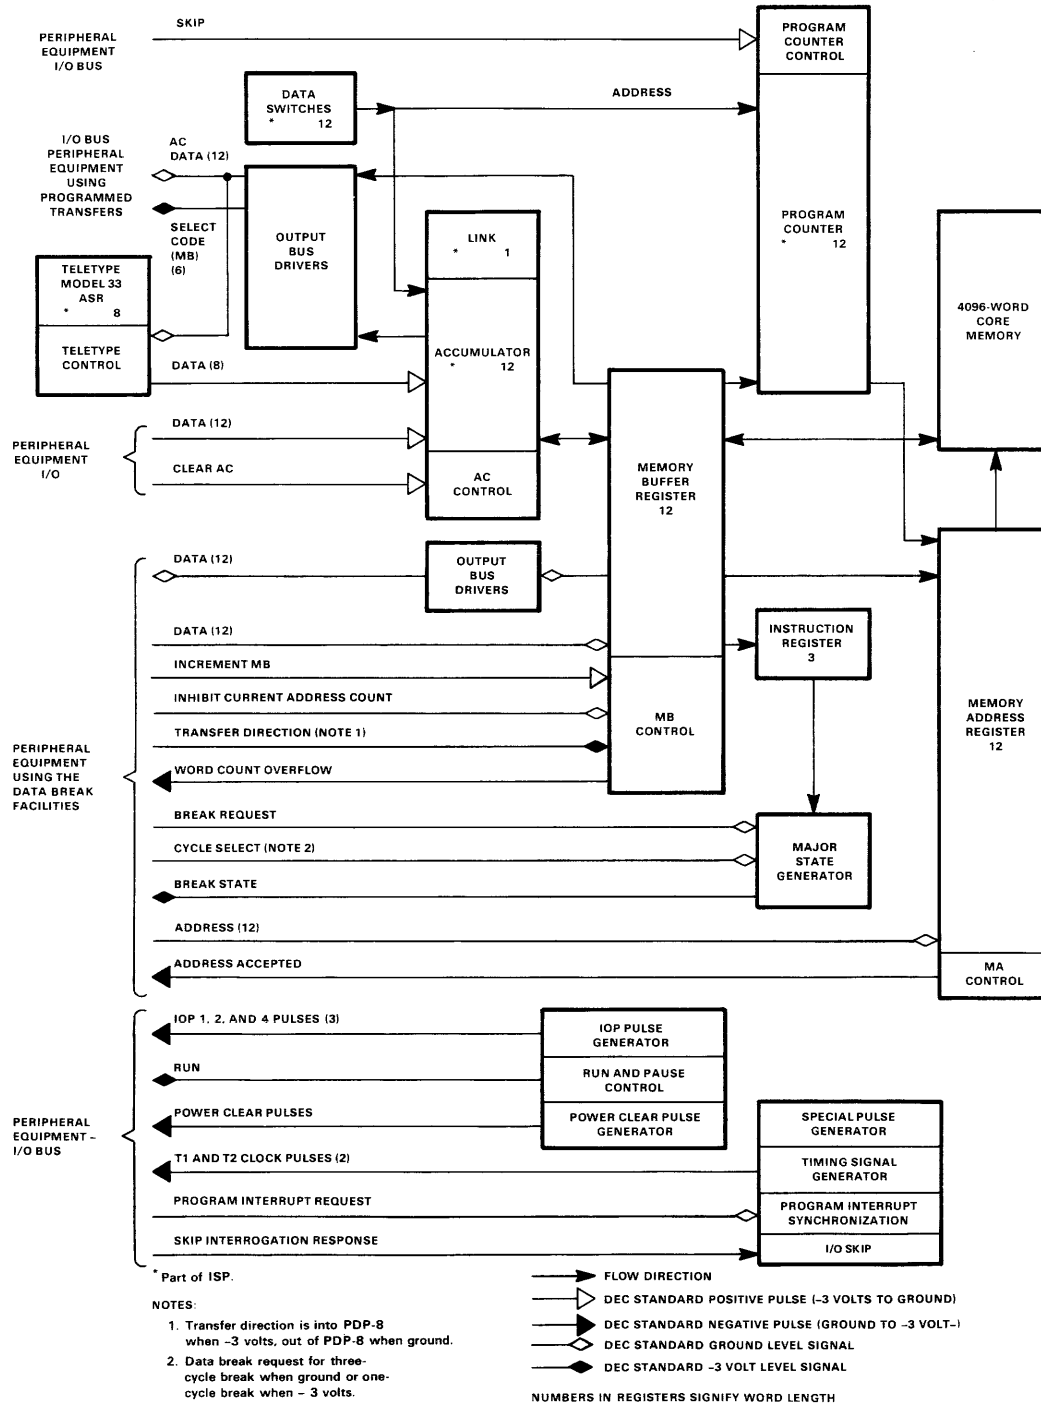 SKIP
PERIPHERAL
EQUIPMENT
I/O BUS
PROGRAM
COUNTER
CONTROL
DATA
SWITCHES
* 12
ADDRESS
I/O BUS
PERIPHERAL
EQUIPMENT
USING
PROGRAMMED
TRANSFERS
AC
DATA (12)
SELECT
CODE
(MB)
(6)
OUTPUT
BUS
DRIVERS
LINK
* 1
PROGRAM
COUNTER
* 12
TELETYPE
MODEL 33
ASR
* 8
TELETYPE
CONTROL
DATA (8)
ACCUMULATOR
* 12
4096-WORD
CORE
MEMORY
PERIPHERAL
EQUIPMENT
I/O
DATA (12)
CLEAR AC
AC
CONTROL
MEMORY
BUFFER
REGISTER
12
DATA (12)
OUTPUT
BUS
DRIVERS
DATA (12)
INSTRUCTION
REGISTER
3
INCREMENT MB
INHIBIT CURRENT ADDRESS COUNT
TRANSFER DIRECTION (NOTE 1)
MB
CONTROL
MEMORY
ADDRESS
REGISTER
12
PERIPHERAL
EQUIPMENT
USING THE
DATA BREAK
FACILITIES
WORD COUNT OVERFLOW
BREAK REQUEST
CYCLE SELECT (NOTE 2)
BREAK STATE
MAJOR
STATE
GENERATOR
ADDRESS (12)
ADDRESS ACCEPTED
MA
CONTROL
IOP 1, 2, AND 4 PULSES (3)
IOP PULSE
GENERATOR
RUN
RUN AND PAUSE
CONTROL
POWER CLEAR PULSES
POWER CLEAR PULSE
GENERATOR
PERIPHERAL
EQUIPMENT –
I/O BUS
SPECIAL PULSE
GENERATOR
T1 AND T2 CLOCK PULSES (2)
TIMING SIGNAL
GENERATOR
PROGRAM INTERRUPT REQUEST
PROGRAM INTERRUPT
SYNCHRONIZATION
SKIP INTERROGATION RESPONSE
I/O SKIP
* Part of ISP.
NOTES:
1. Transfer direction is into PDP-8
when –3 volts, out of PDP-8 when ground.
2. Data break request for three-
cycle break when ground or one-
cycle break when – 3 volts.
FLOW DIRECTION
DEC STANDARD POSITIVE PULSE (–3 VOLTS TO GROUND)
DEC STANDARD NEGATIVE PULSE (GROUND TO –3 VOLT–)
DEC STANDARD GROUND LEVEL SIGNAL
DEC STANDARD –3 VOLT LEVEL SIGNAL
NUMBERS IN REGISTERS SIGNIFY WORD LENGTH